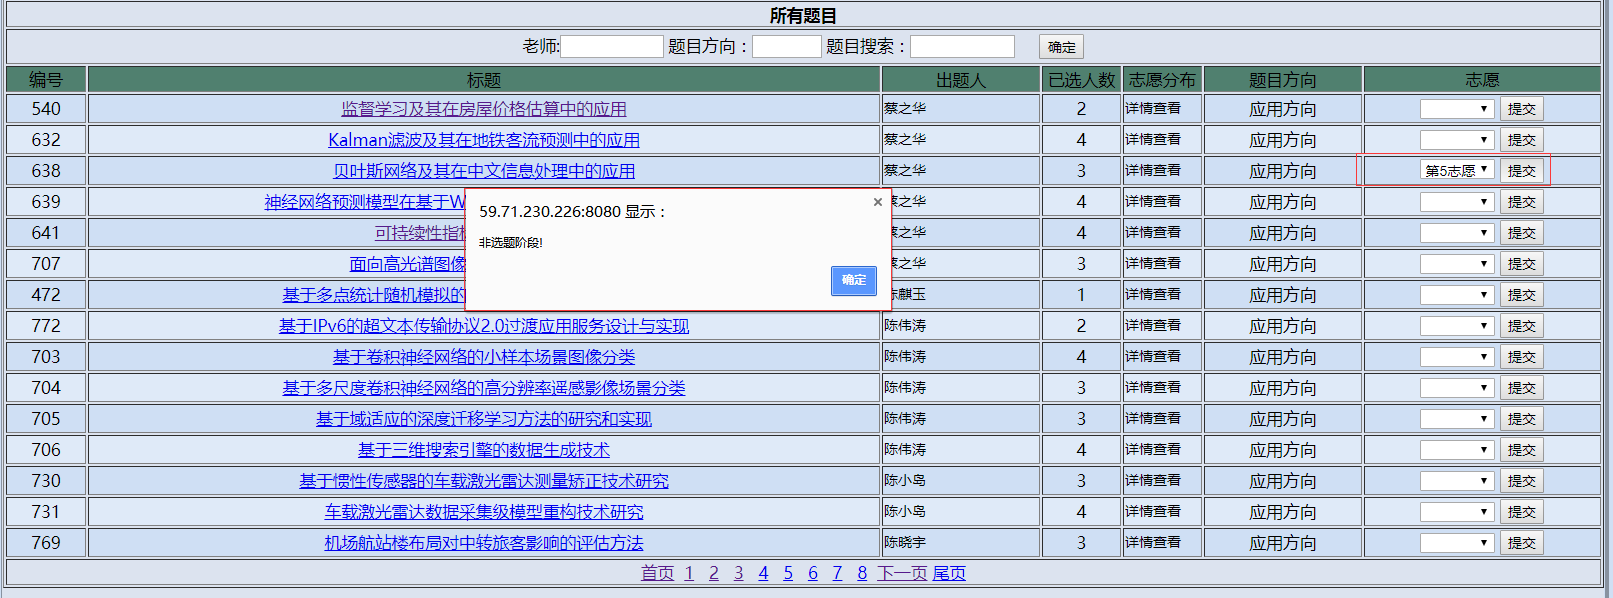 所有题目
老师: 题目方向： 题目搜索： 确定
编号 标题 出题人 已选人数 志愿分布 题目方向 志愿
540 监督学习及其在房屋价格估算中的应用 蔡之华 2 详情查看 应用方向 提交
632 Kalman滤波及其在地铁客流预测中的应用 蔡之华 4 详情查看 应用方向 提交
638 贝叶斯网络及其在中文信息处理中的应用 蔡之华 3 详情查看 应用方向 第5志愿 提交
639 神经网络预测模型在基于W 蔡之华 4 详情查看 应用方向 提交
641 可持续性指标 蔡之华 4 详情查看 应用方向 提交
707 面向高光谱图像 蔡之华 3 详情查看 应用方向 提交
472 基于多点统计随机模拟的 陈麒玉 1 详情查看 应用方向 提交
59.71.230.226:8080 显示：
×
非选题阶段!
确定
772 基于IPv6的超文本传输协议2.0过渡应用服务设计与实现 陈伟涛 2 详情查看 应用方向 提交
703 基于卷积神经网络的小样本场景图像分类 陈伟涛 4 详情查看 应用方向 提交
704 基于多尺度卷积神经网络的高分辨率遥感影像场景分类 陈伟涛 3 详情查看 应用方向 提交
705 基于域适应的深度迁移学习方法的研究和实现 陈伟涛 3 详情查看 应用方向 提交
706 基于三维搜索引擎的数据生成技术 陈伟涛 4 详情查看 应用方向 提交
730 基于惯性传感器的车载激光雷达测量矫正技术研究 陈小岛 3 详情查看 应用方向 提交
731 车载激光雷达数据采集级模型重构技术研究 陈小岛 4 详情查看 应用方向 提交
769 机场航站楼布局对中转旅客影响的评估方法 陈晓宇 3 详情查看 应用方向 提交
首页 1 2 3 4 5 6 7 8 下一页 尾页